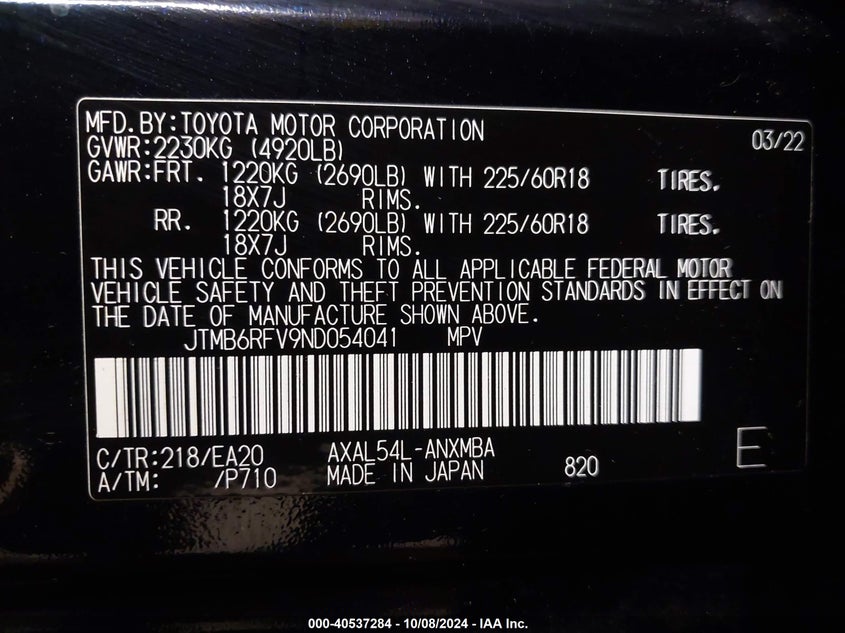 MFD.BY:TOYOTA MOTOR CORPORATION 03/22
GVWR:2230KG (4920LB)
GAWR:FRT. 1220KG (2690LB) WITH 225/60R18 TIRES.
18X7J RIMS.
RR. 1220KG (2690LB) WITH 225/60R18 TIRES.
18X7J RIMS.
THIS VEHICLE CONFORMS TO ALL APPLICABLE FEDERAL MOTOR
VEHICLE SAFETY AND THEFT PREVENTION STANDARDS IN EFFECT ON
THE DATE OF MANUFACTURE SHOWN ABOVE.
JTMB6RFV9ND054041 MPV
C/TR:218/EA20 AXAL54L-ANXMBA
A/TM: /P710 MADE IN JAPAN 820 E
000-40537284 - 10/08/2024 - IAA Inc.